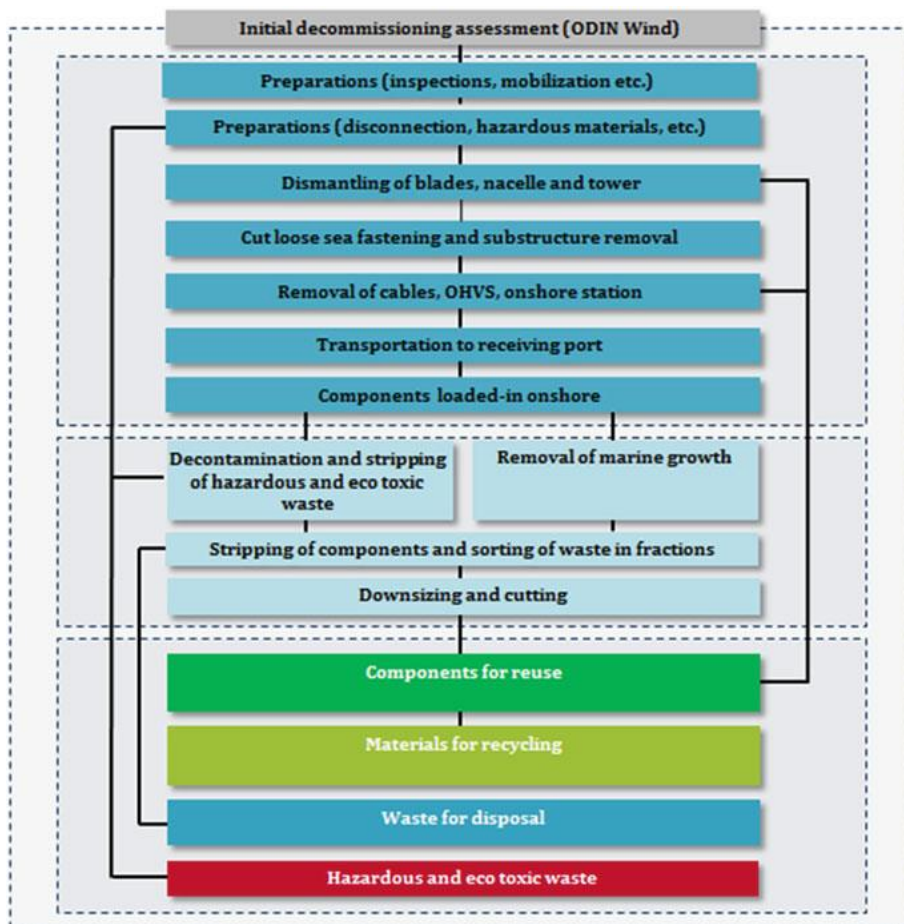 Initial decommissioning assessment (ODIN Wind)
Preparations (inspections, mobilization etc.)
Preparations (disconnection, hazardous materials, etc.)
Dismantling of blades, nacelle and tower
Cut loose sea fastening and substructure removal
Removal of cables, OHVS, onshore station
Transportation to receiving port
Components loaded-in onshore
Decontamination and stripping
of hazardous and eco toxic
waste
Removal of marine growth
Stripping of components and sorting of waste in fractions
Downsizing and cutting
Components for reuse
Materials for recycling
Waste for disposal
Hazardous and eco toxic waste